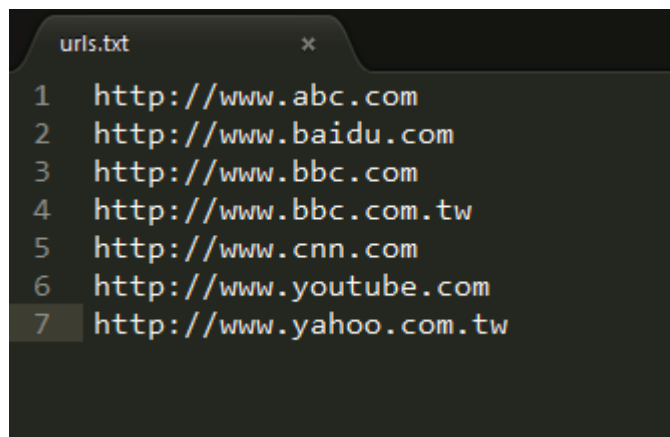 urls.txt ×
1 http://www.abc.com
2 http://www.baidu.com
3 http://www.bbc.com
4 http://www.bbc.com.tw
5 http://www.cnn.com
6 http://www.youtube.com
7 http://www.yahoo.com.tw